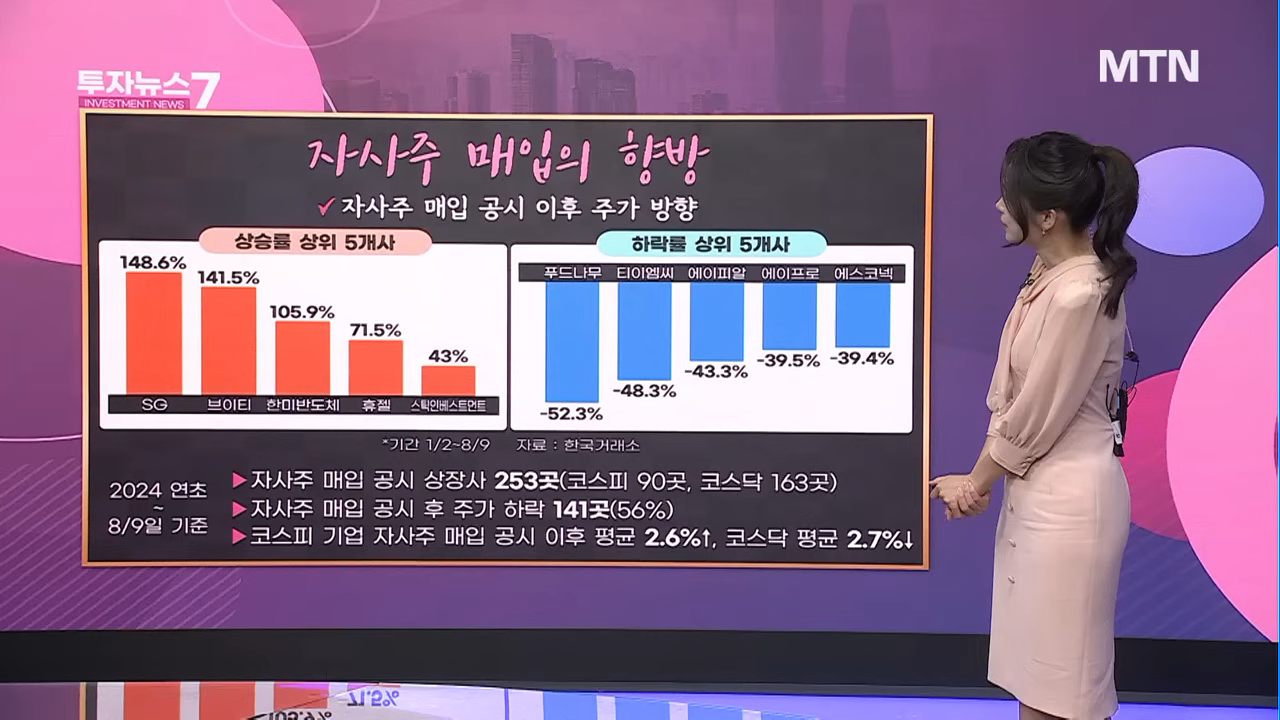 투자뉴스7
INVESTMENT NEWS
MTN
자사주 매입의 향방
✓자사주 매입 공시 이후 주가 방향
상승률 상위 5개사
148.6%
141.5%
105.9%
71.5%
43%
SG 브이티 한미반도체 휴젤 스틱인베스트먼트
하락률 상위 5개사
푸드나무 티이엠씨 에이피알 에이프로 에스코넥
-52.3%
-48.3%
-43.3%
-39.5%
-39.4%
*기간 1/2~8/9 자료 : 한국거래소
2024 연초
~
8/9일 기준
▶자사주 매입 공시 상장사 253곳(코스피 90곳, 코스닥 163곳)
▶자사주 매입 공시 후 주가 하락 141곳(56%)
▶코스피 기업 자사주 매입 공시 이후 평균 2.6%↑, 코스닥 평균 2.7%↓
71.5%
105.9%